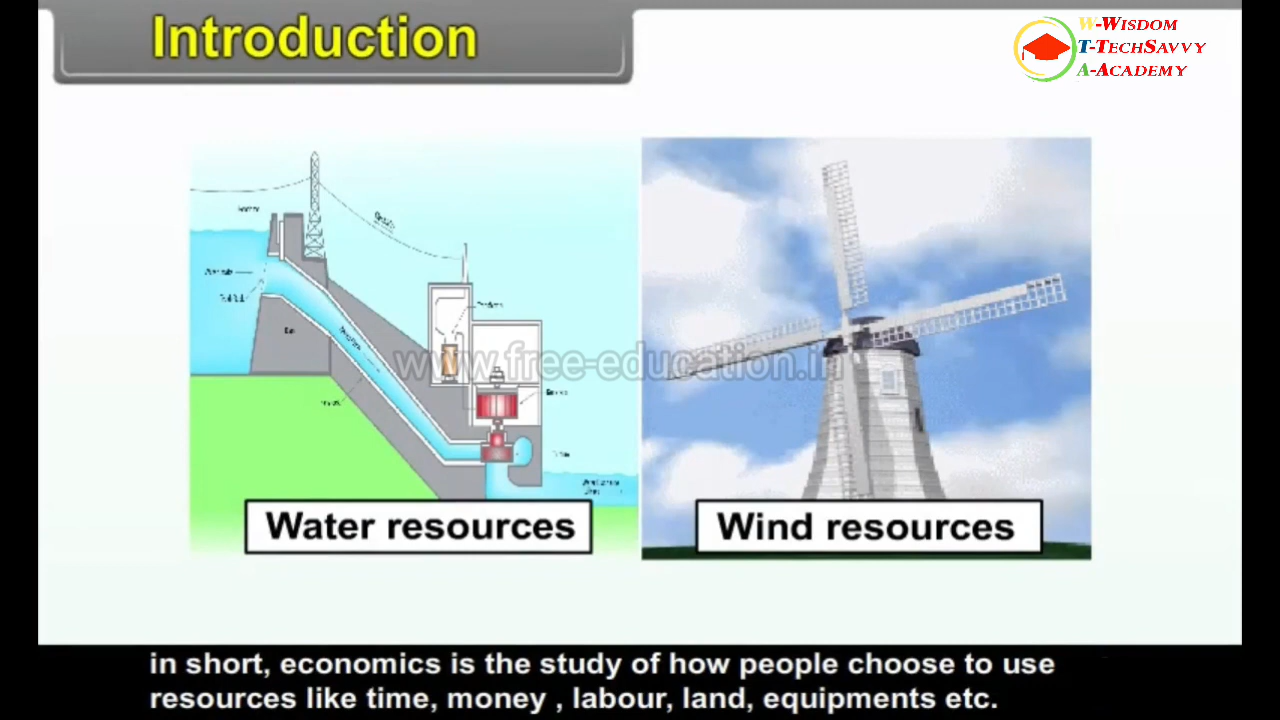 Introduction
W-WISDOM
T-TECHSAVVY
A-ACADEMY
www.free-education.in
Water resources
Wind resources
in short, economics is the study of how people choose to use
resources like time, money , labour, land, equipments etc.